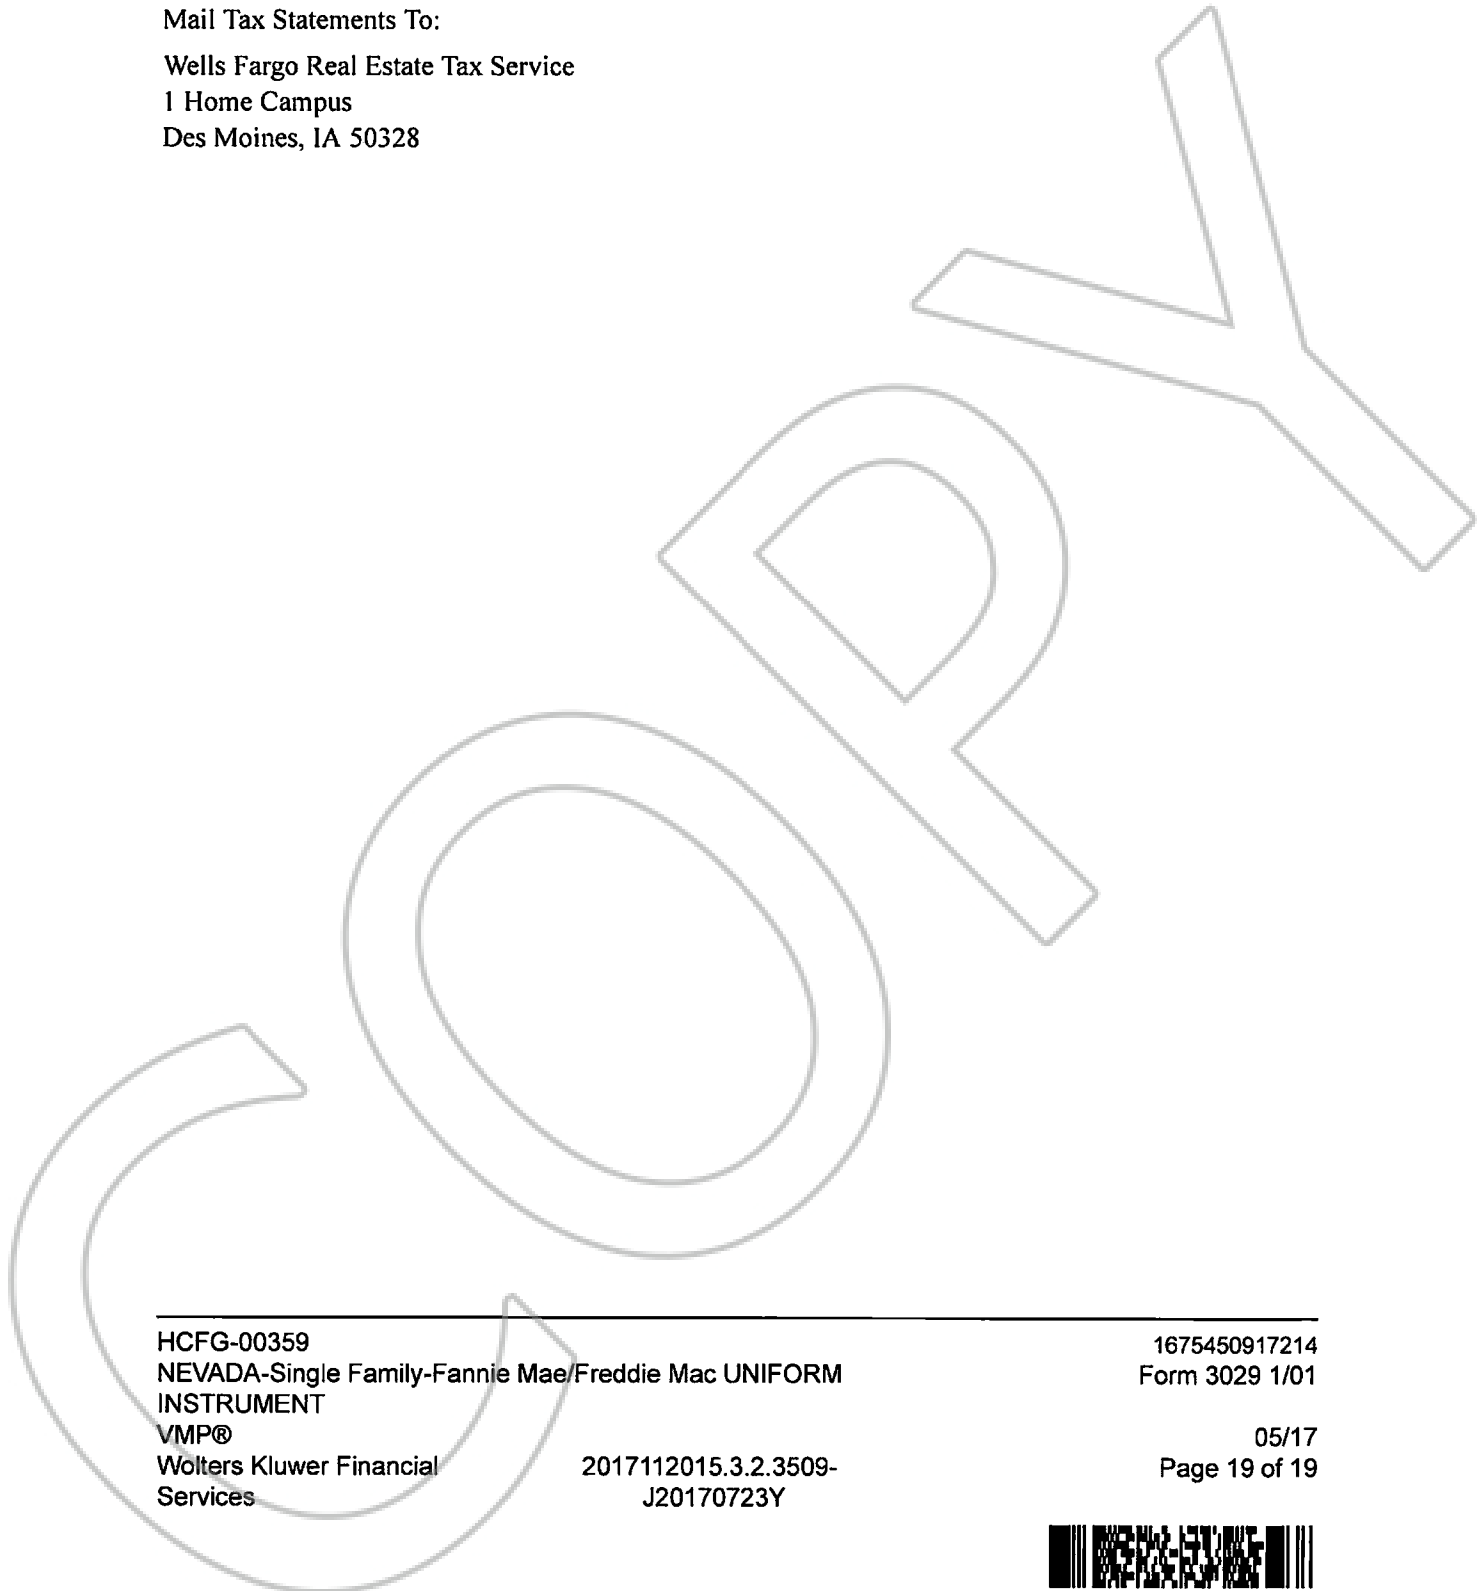 Mail Tax Statements To:
Wells Fargo Real Estate Tax Service
1 Home Campus
Des Moines, IA 50328
COPY
HCFG-00359 1675450917214
NEVADA-Single Family-Fannie Mae/Freddie Mac UNIFORM Form 3029 1/01
INSTRUMENT
VMP® 05/17
Wolters Kluwer Financial 2017112015.3.2.3509- Page 19 of 19
Services J20170723Y